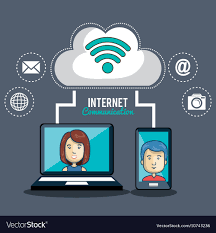 @
INTERNET
Communication
VectorStock
VectorStock.com/10743236